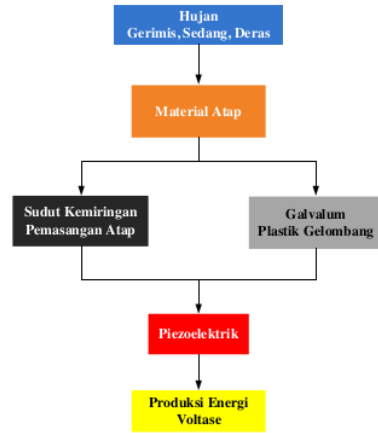 Hujan
Gerimis, Sedang, Deras
Material Atap
Sudut Kemiringan
Pemasangan Atap
Galvalum
Plastik Gelombang
Piezoelektrik
Produksi Energi
Voltase